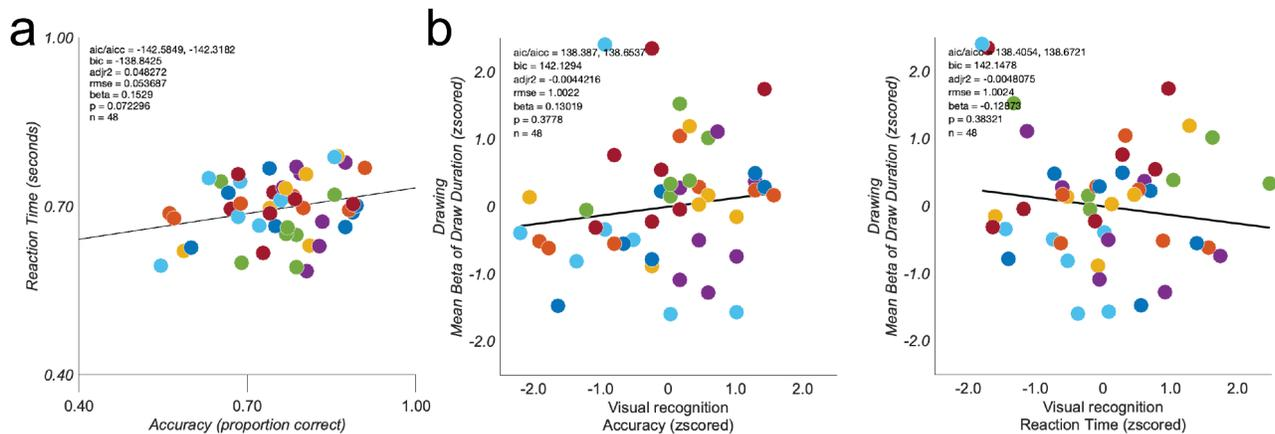 a
1.00
aic/aicc = -142.5849, -142.3182
bic = -138.8425
adjr2 = 0.048272
rmse = 0.053687
beta = 0.1529
p = 0.072296
n = 48
Reaction Time (seconds)
0.70
0.40
0.40
0.70
1.00
Accuracy (proportion correct)
b
aic/aicc = 138.387, 138.6537
bic = 142.1294
adjr2 = -0.0044216
rmse = 1.0022
beta = 0.13019
p = 0.3778
n = 48
Drawing
Mean Beta of Draw Duration (zscored)
2.0
1.0
0
-1.0
-2.0
-2.0
-1.0
0
1.0
2.0
Visual recognition
Accuracy (zscored)
aic/aicc = 138.4054, 138.6721
bic = 142.1478
adjr2 = -0.0048075
rmse = 1.0024
beta = -0.12873
p = 0.38321
n = 48
Drawing
Mean Beta of Draw Duration (zscored)
2.0
1.0
0
-1.0
-2.0
-2.0
-1.0
0
1.0
2.0
Visual recognition
Reaction Time (zscored)